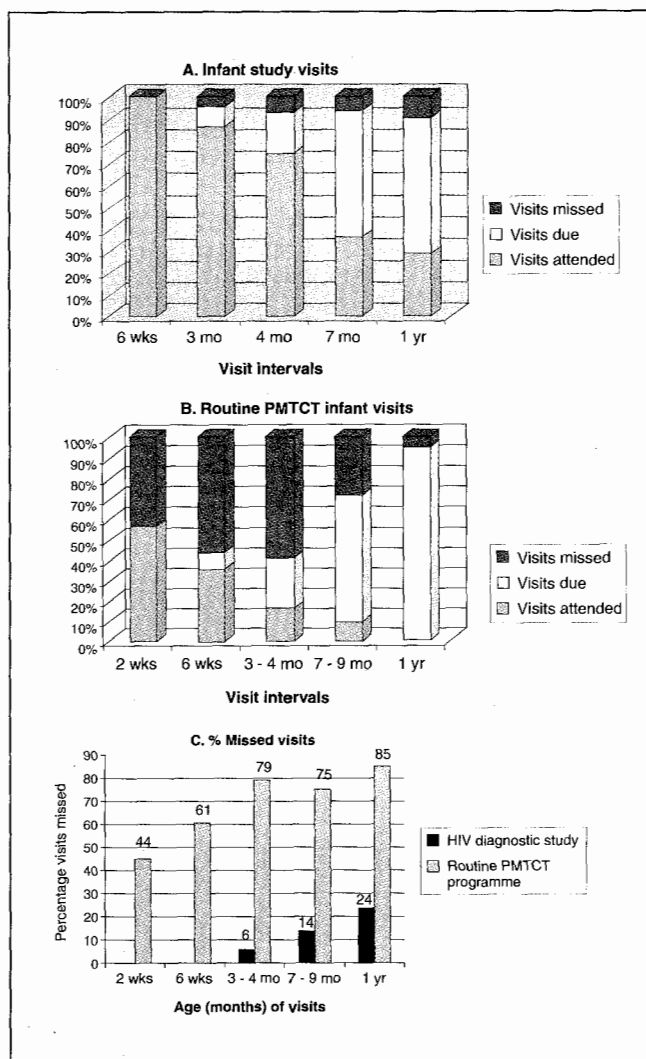 A. Infant study visits
100%
90%
80%
70%
60%
50%
40%
30%
20%
10%
0%
6 wks 3 mo 4 mo 7 mo 1 yr
Visit intervals
Visits missed
Visits due
Visits attended
B. Routine PMTCT infant visits
100%
90%
80%
70%
60%
50%
40%
30%
20%
10%
0%
2 wks 6 wks 3 - 4 mo 7 - 9 mo 1 yr
Visit intervals
Visits missed
Visits due
Visits attended
C. % Missed visits
Percentage visits missed
90
80
70
60
50
40
30
20
10
0
44 61 79 75 85
6 14 24
2 wks 6 wks 3 - 4 mo 7 - 9 mo 1 yr
Age (months) of visits
HIV diagnostic study
Routine PMTCT
programme